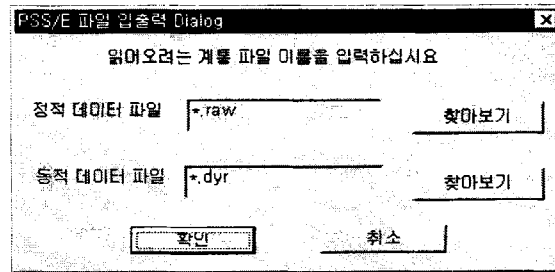 PSS/E 파일 입출력 Dialog
읽어오려는 계통 파일 이름을 입력하십시요
정적 데이터 파일 *.raw 찾아보기
동적 데이터 파일 *.dyr 찾아보기
확인 취소